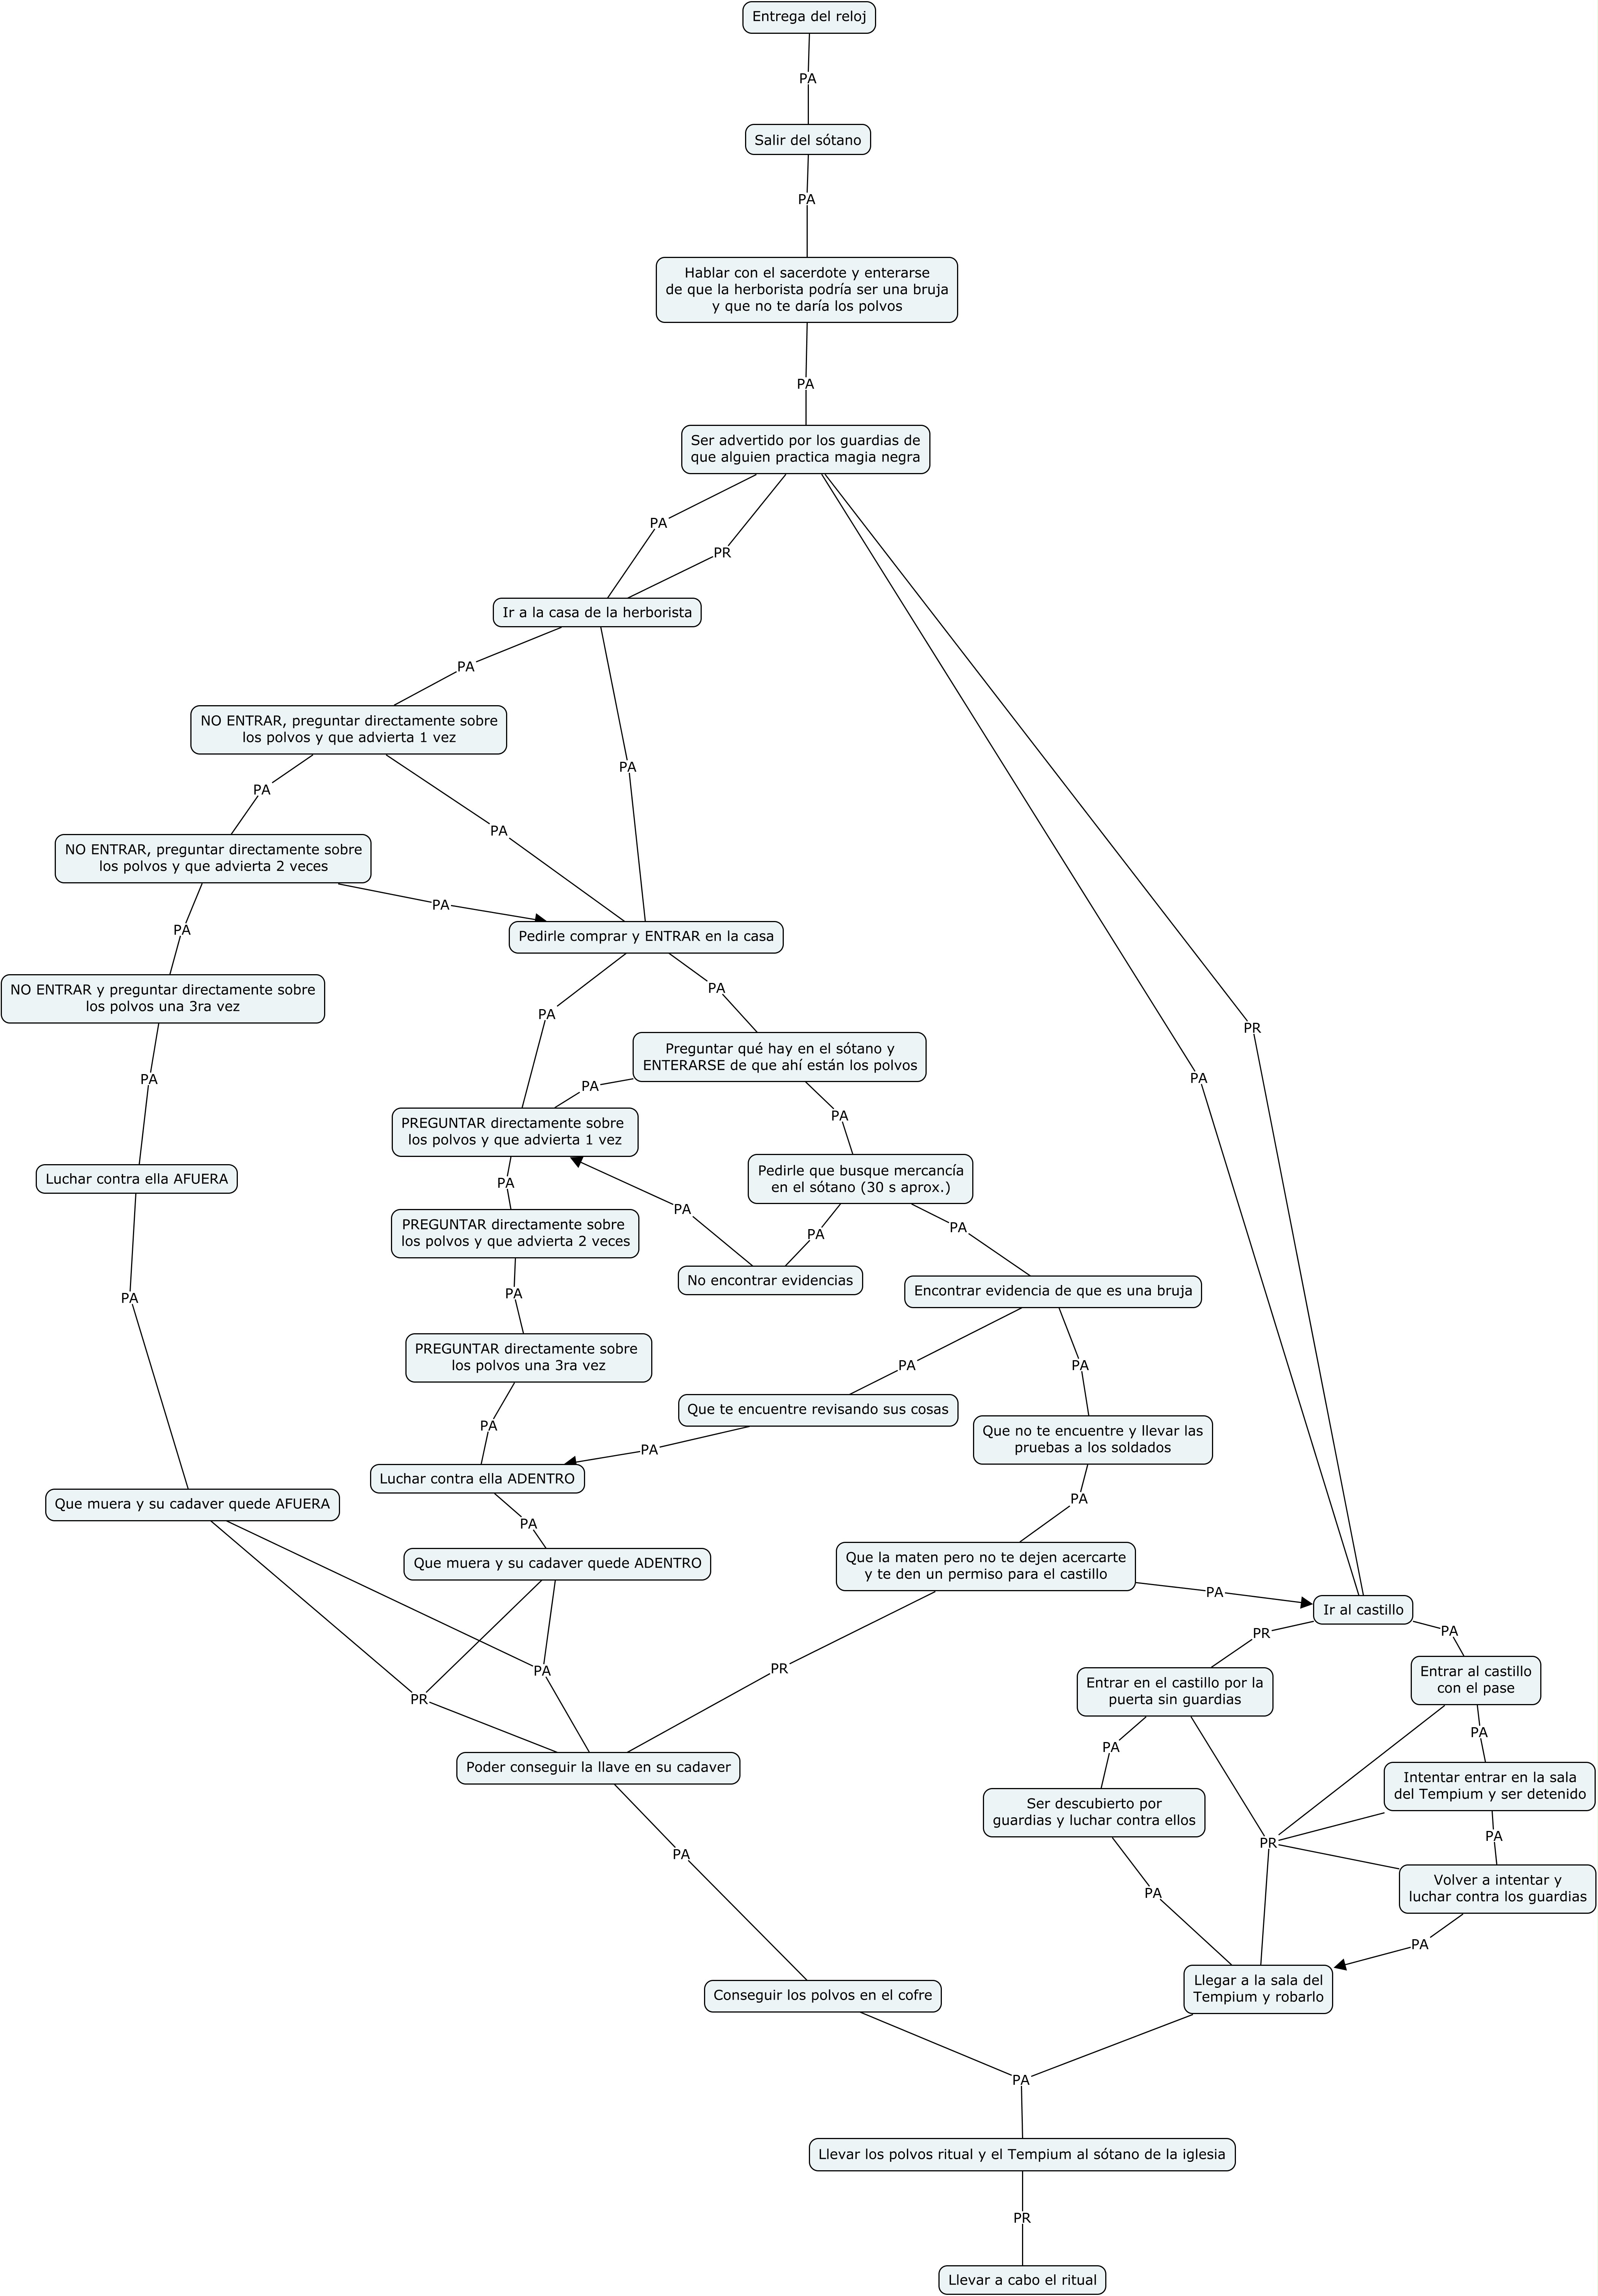 Entrega del reloj
PA
Salir del sótano
PA
Hablar con el sacerdote y enterarse
de que la herborista podría ser una bruja
y que no te daría los polvos
PA
Ser advertido por los guardias de
que alguien practica magia negra
PA
PR
Ir a la casa de la herborista
PA
NO ENTRAR, preguntar directamente sobre
los polvos y que advierta 1 vez
PA
PA
PA
NO ENTRAR, preguntar directamente sobre
los polvos y que advierta 2 veces
PA
PA
Pedirle comprar y ENTRAR en la casa
NO ENTRAR y preguntar directamente sobre
los polvos una 3ra vez
PA
PA
PR
Preguntar qué hay en el sótano y
ENTERARSE de que ahí están los polvos
PA
PA
PA
PREGUNTAR directamente sobre
los polvos y que advierta 1 vez
PA
Luchar contra ella AFUERA
Pedirle que busque mercancía
en el sótano (30 s aprox.)
PA
PA
PREGUNTAR directamente sobre
los polvos y que advierta 2 veces
PA
PA
No encontrar evidencias
Encontrar evidencia de que es una bruja
PA
PA
PREGUNTAR directamente sobre
los polvos una 3ra vez
PA
PA
Que te encuentre revisando sus cosas
PA
Que no te encuentre y llevar las
pruebas a los soldados
PA
Luchar contra ella ADENTRO
Que muera y su cadaver quede AFUERA
PA
PA
Que muera y su cadaver quede ADENTRO
Que la maten pero no te dejen acercarte
y te den un permiso para el castillo
PA
Ir al castillo
PR
PA
PR
PA
PR
Entrar en el castillo por la
puerta sin guardias
Entrar al castillo
con el pase
PA
PA
Poder conseguir la llave en su cadaver
Intentar entrar en la sala
del Tempium y ser detenido
Ser descubierto por
guardias y luchar contra ellos
PA
PR
PA
Volver a intentar y
luchar contra los guardias
PA
PA
Llegar a la sala del
Tempium y robarlo
Conseguir los polvos en el cofre
PA
Llevar los polvos ritual y el Tempium al sótano de la iglesia
PR
Llevar a cabo el ritual